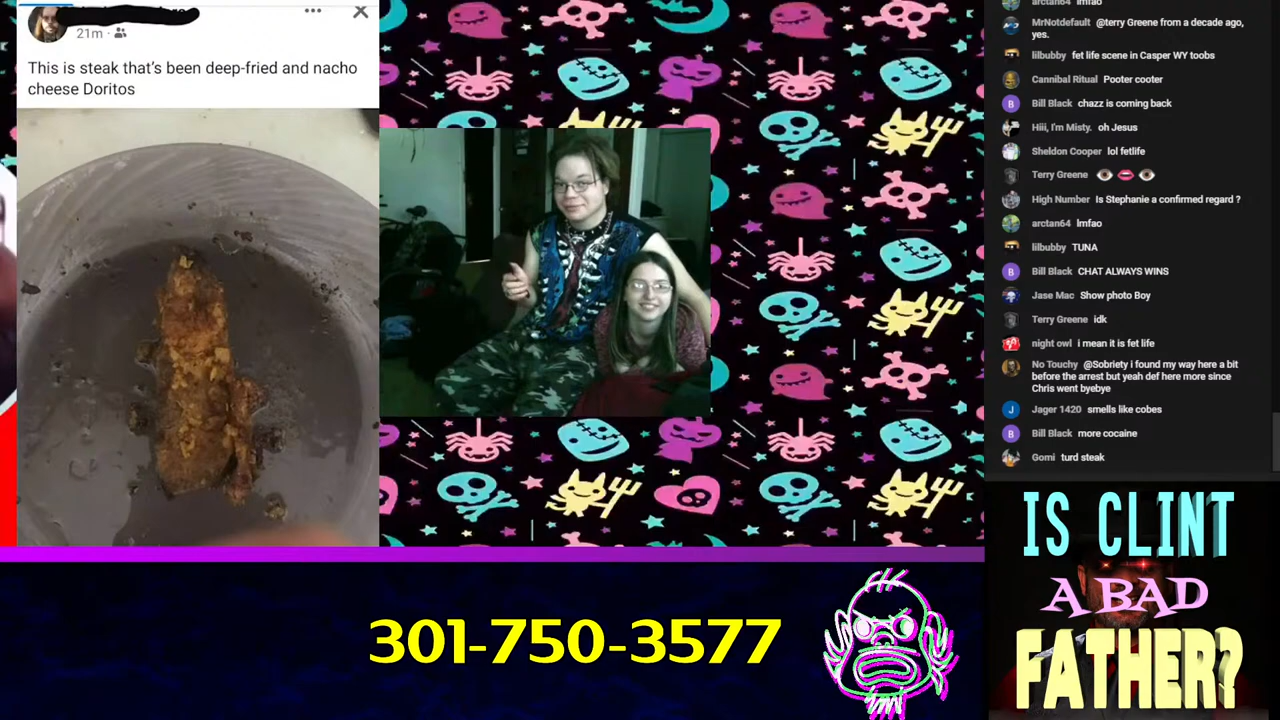 21m ·
This is steak that's been deep-fried and nacho
cheese Doritos
arctan64 lmfao
MrNotdefault @terry Greene from a decade ago,
yes.
lilbubby fet life scene in Casper WY toobs
Cannibal Ritual Pooter cooter
B Bill Black chazz is coming back
Hiii, I'm Misty. oh Jesus
Sheldon Cooper lol fetlife
Terry Greene 👁️👄👁️
High Number Is Stephanie a confirmed regard ?
arctan64 lmfao
lilbubby TUNA
B Bill Black CHAT ALWAYS WINS
Jase Mac Show photo Boy
Terry Greene idk
night owl i mean it is fet life
No Touchy @Sobriety i found my way here a bit
before the arrest but yeah def here more since
Chris went byebye
J Jager 1420 smells like cobes
B Bill Black more cocaine
Gomi turd steak
301-750-3577
IS CLINT
A BAD
FATHER?